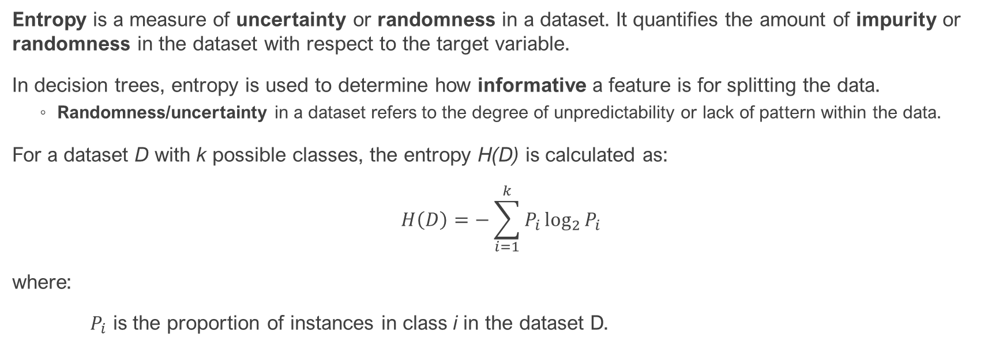 Entropy is a measure of uncertainty or randomness in a dataset. It quantifies the amount of impurity or
randomness in the dataset with respect to the target variable.
In decision trees, entropy is used to determine how informative a feature is for splitting the data.
◦ Randomness/uncertainty in a dataset refers to the degree of unpredictability or lack of pattern within the data.
For a dataset D with k possible classes, the entropy H(D) is calculated as:
H(D) = − ∑_{i=1}^{k} P_i log₂ P_i
where:
P_i is the proportion of instances in class i in the dataset D.